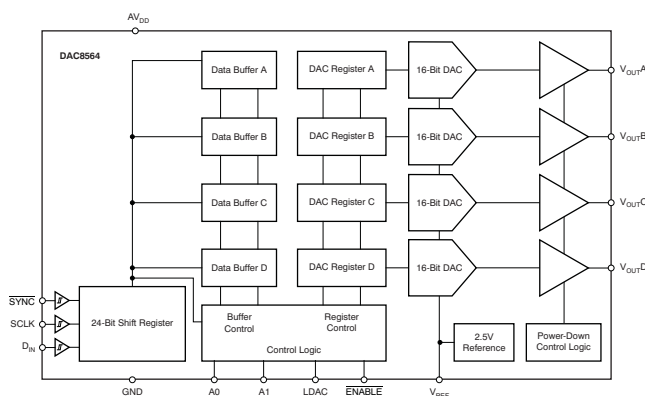 AVDD
DAC8564
Data Buffer A
DAC Register A
16-Bit DAC
VOUTA
Data Buffer B
DAC Register B
16-Bit DAC
VOUTB
Data Buffer C
DAC Register C
16-Bit DAC
VOUTC
Data Buffer D
DAC Register D
16-Bit DAC
VOUTD
SYNC
SCLK
DIN
24-Bit Shift Register
Buffer
Control
Register
Control
Control Logic
2.5V
Reference
Power-Down
Control Logic
GND
A0
A1
LDAC
ENABLE
VREF